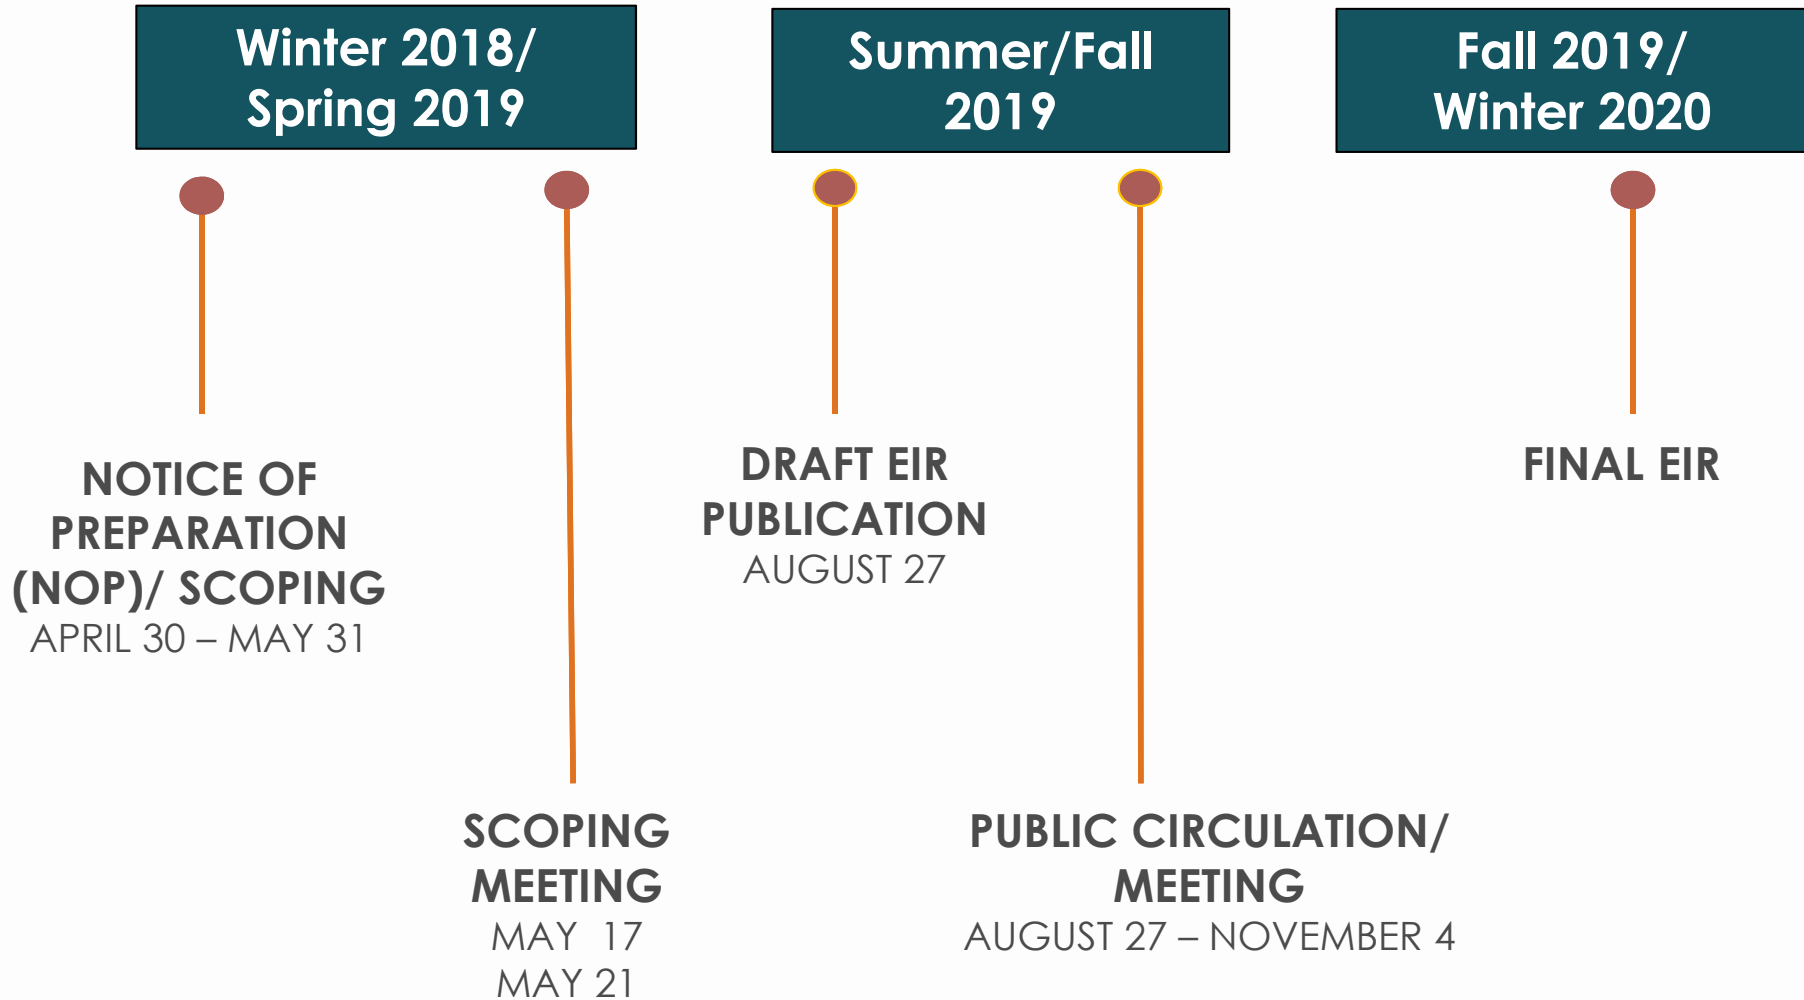 Winter 2018/
Spring 2019
Summer/Fall
2019
Fall 2019/
Winter 2020
NOTICE OF
PREPARATION
(NOP)/ SCOPING
APRIL 30 – MAY 31
SCOPING
MEETING
MAY  17
MAY 21
DRAFT EIR
PUBLICATION
AUGUST 27
PUBLIC CIRCULATION/
MEETING
AUGUST 27 – NOVEMBER 4
FINAL EIR